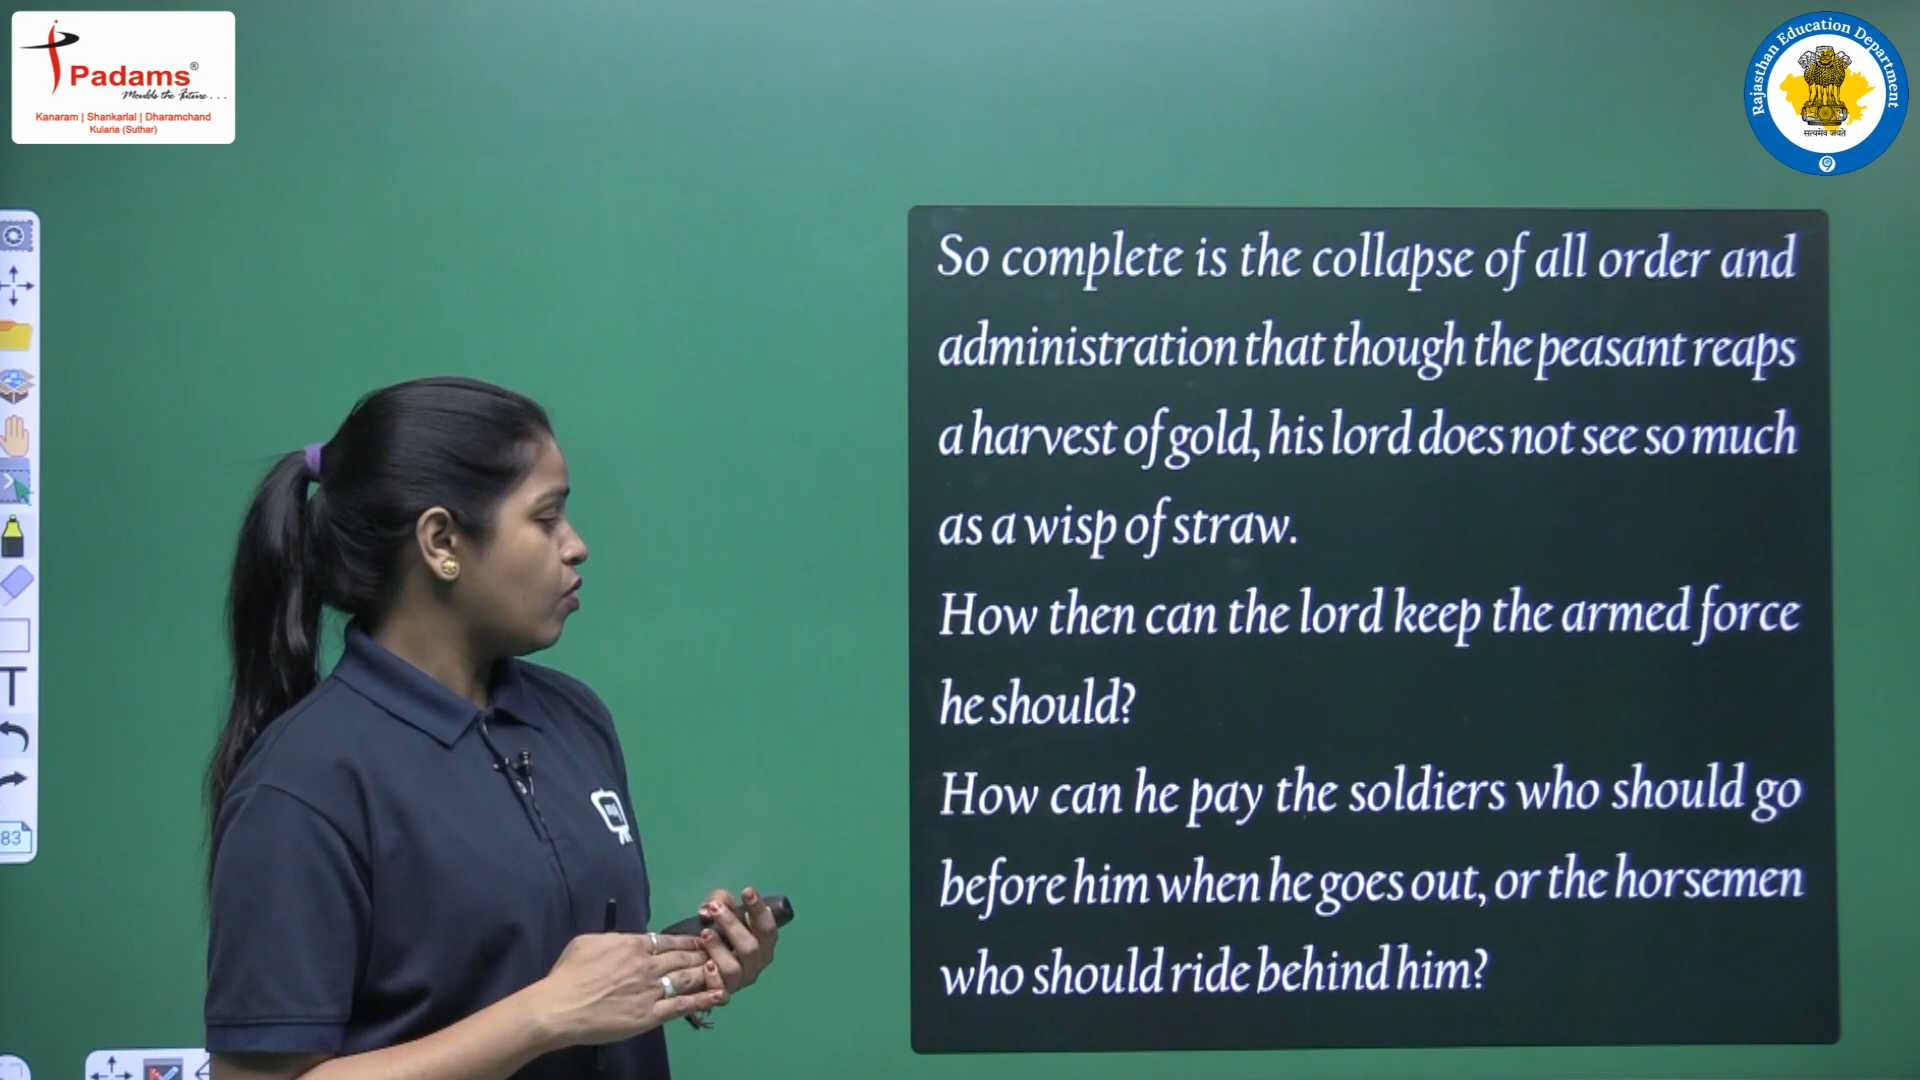 Padams®
Moulds the Future...
Kanaram | Shankarlal | Dharamchand
Kularia (Suthar)
Rajasthan Education Department
सत्यमेव जयते
So complete is the collapse of all order and
administration that though the peasant reaps
a harvest of gold, his lord does not see so much
as a wisp of straw.
How then can the lord keep the armed force
he should?
How can he pay the soldiers who should go
before him when he goes out, or the horsemen
who should ride behind him?
T
83